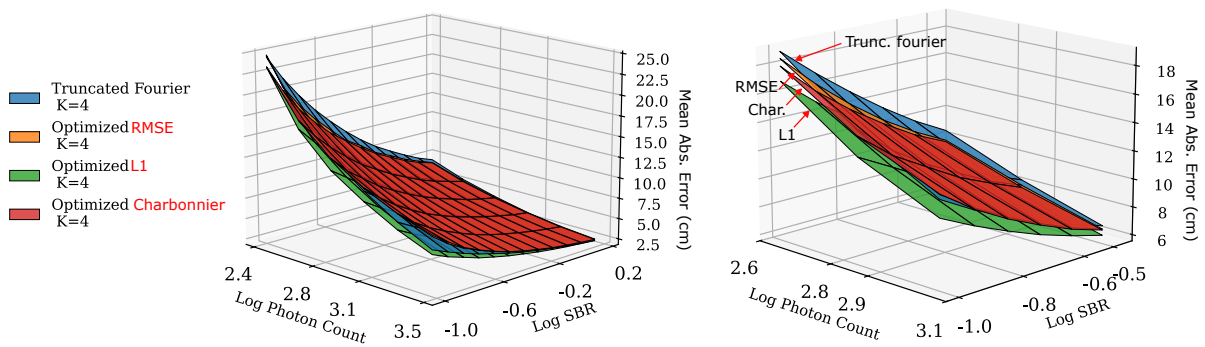 Truncated Fourier
K=4
Optimized RMSE
K=4
Optimized L1
K=4
Optimized Charbonnier
K=4
25.0
22.5
20.0
17.5
15.0
12.5
10.0
7.5
5.0
2.5
Mean Abs. Error (cm)
2.4
2.8
3.1
3.5
Log Photon Count
-1.0
-0.6
-0.2
0.2
Log SBR
Trunc. fourier
RMSE
Char.
L1
18
16
14
12
10
8
6
Mean Abs. Error (cm)
2.6
2.8
2.9
3.1
Log Photon Count
-1.0
-0.8
-0.6
-0.5
Log SBR